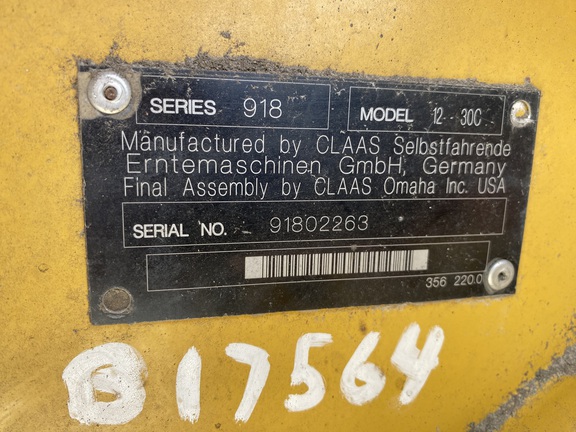 SERIES 918 MODEL 12-30C
Manufactured by CLAAS Selbstfahrende
Erntemaschinen GmbH, Germany
Final Assembly by CLAAS Omaha Inc. USA
SERIAL NO. 91802263
356 220.0
B17564